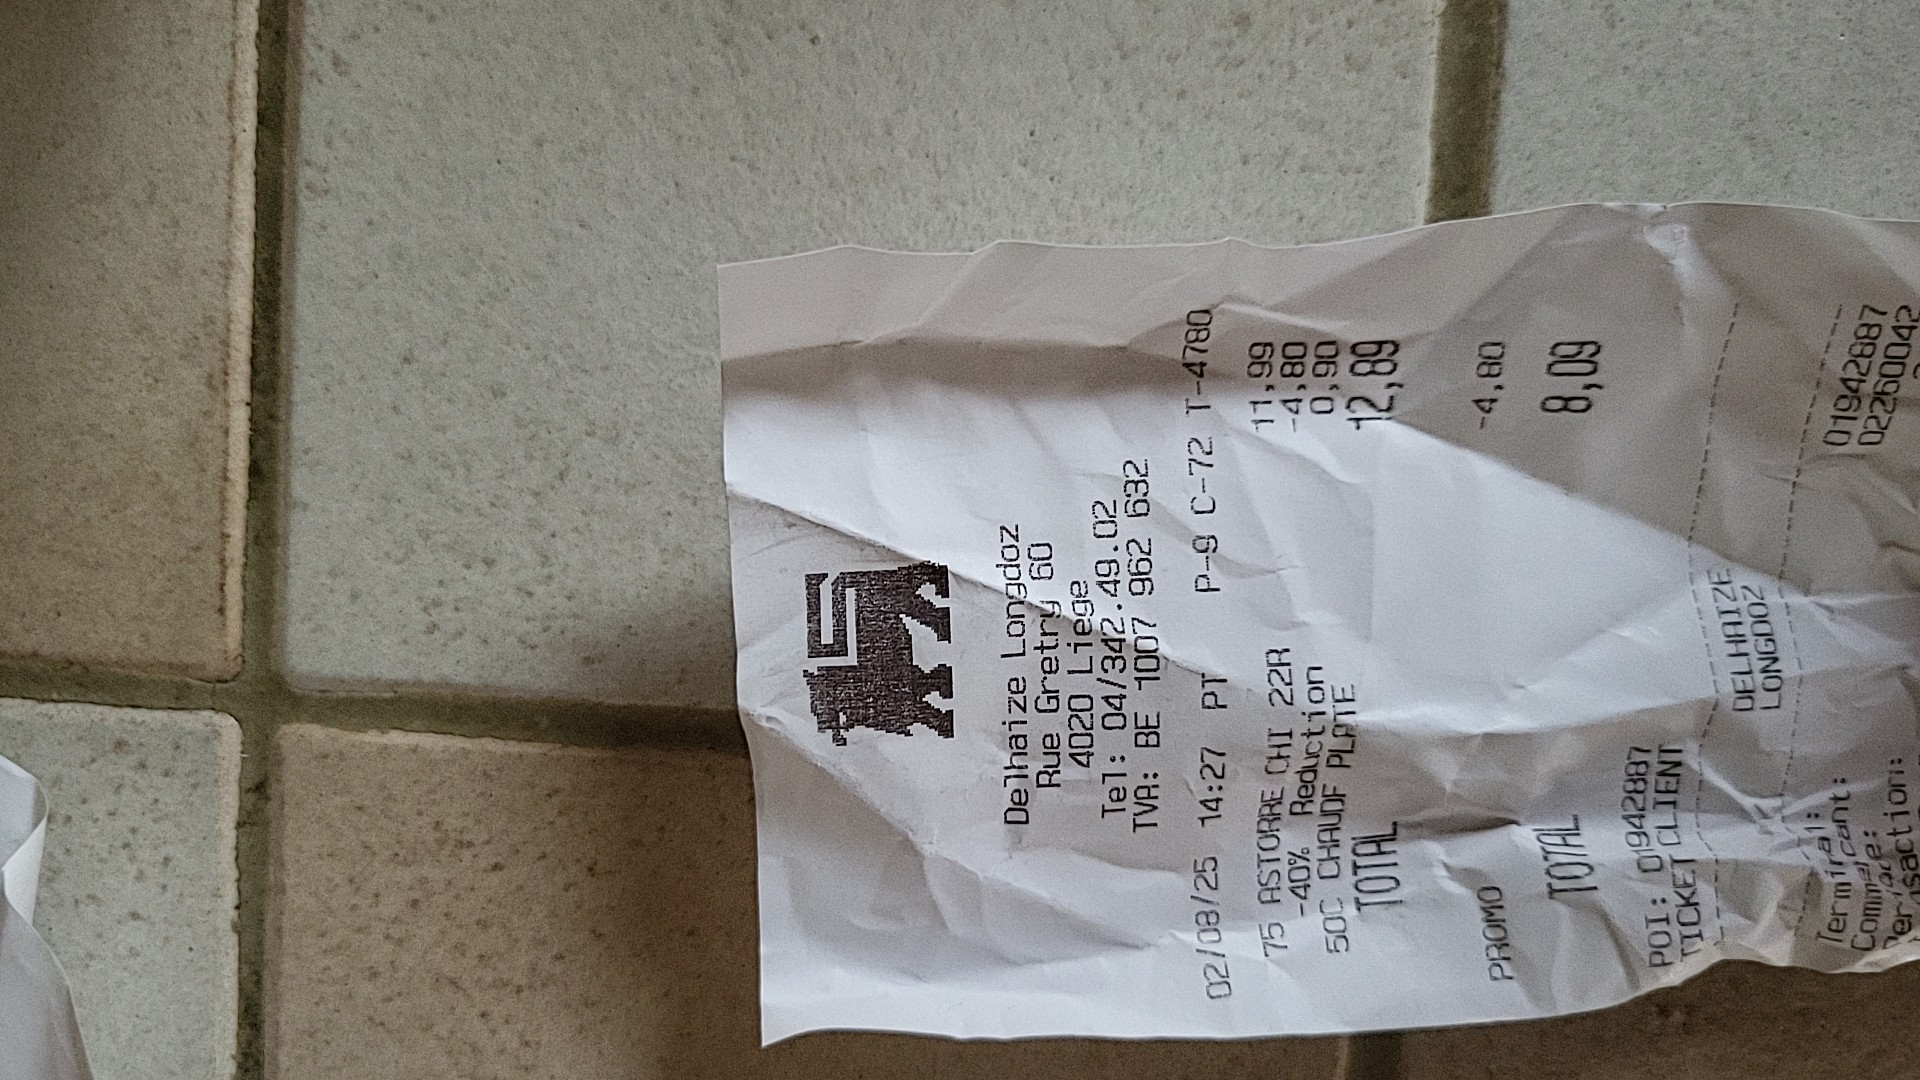 Delhaize Longdoz
Rue Gretry 60
4020 Liege
Tel: 04/342.49.02
TVA: BE 1007 962 632
02/08/25 14:27 PT P-9 C-72 T-4780
75 ASTORRE CHI 22R 11,99
-40% Reduction -4,80
50C CHAUDF PLATE 0,90
TOTAL 12,89
PROMO -4,80
TOTAL 8,09
POI: 00942887
TICKET CLIENT
DELHAIZE
LONGDOZ
Terminal: 01942887
02260042